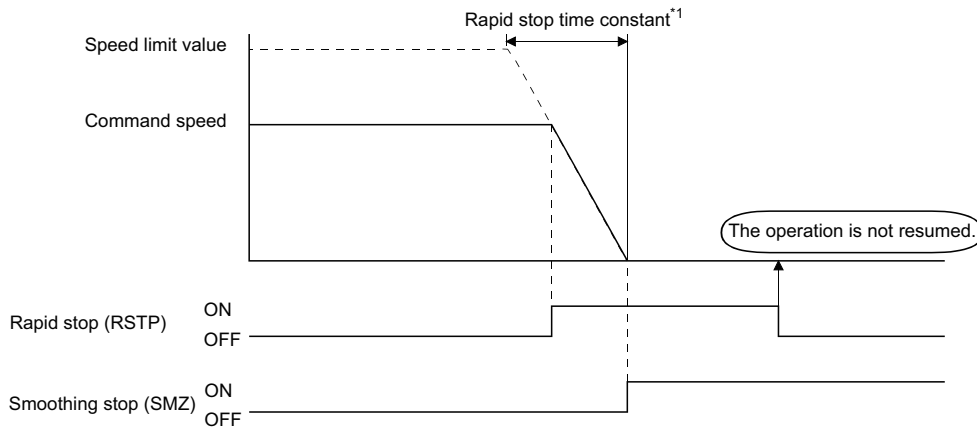 Rapid stop time constant*1
Speed limit value
Command speed
The operation is not resumed.
Rapid stop (RSTP)
ON
OFF
Smoothing stop (SMZ)
ON
OFF